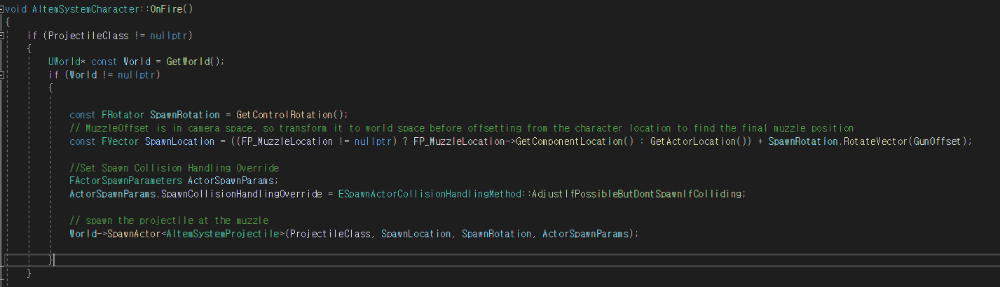 void AItemSystemCharacter::OnFire()
{
if (ProjectileClass != nullptr)
{
UWorld* const World = GetWorld();
if (World != nullptr)
{
const FRotator SpawnRotation = GetControlRotation();
// MuzzleOffset is in camera space, so transform it to world space before offsetting from the character location to find the final muzzle position
const FVector SpawnLocation = ((FP_MuzzleLocation != nullptr) ? FP_MuzzleLocation->GetComponentLocation() : GetActorLocation()) + SpawnRotation.RotateVector(GunOffset);
//Set Spawn Collision Handling Override
FActorSpawnParameters ActorSpawnParams;
ActorSpawnParams.SpawnCollisionHandlingOverride = ESpawnActorCollisionHandlingMethod::AdjustIfPossibleButDontSpawnIfColliding;
// spawn the projectile at the muzzle
World->SpawnActor<AItemSystemProjectile>(ProjectileClass, SpawnLocation, SpawnRotation, ActorSpawnParams);
}
}